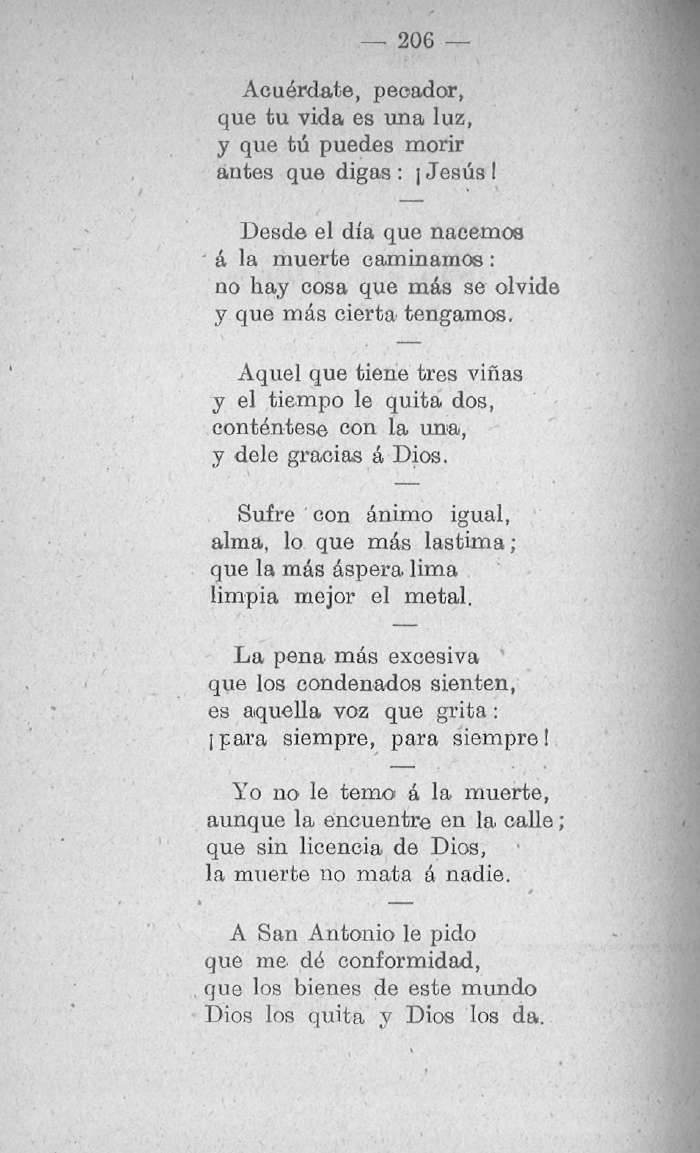 — 206 —
Acuérdate, pecador,
que tu vida es una luz,
y que tú puedes morir
antes que digas: ¡Jesús!
—
Desde el día que nacemos
á la muerte caminamos:
no hay cosa que más se olvide
y que más cierta tengamos.
—
Aquel que tiene tres viñas
y el tiempo le quita dos,
conténtese con la una,
y dele gracias á Dios.
—
Sufre con ánimo igual,
alma, lo que más lastima;
que la más áspera lima
limpia mejor el metal.
—
La pena más excesiva
que los condenados sienten,
es aquella voz que grita:
¡para siempre, para siempre!
—
Yo no le temo á la muerte,
aunque la encuentre en la calle;
que sin licencia de Dios,
la muerte no mata á nadie.
—
A San Antonio le pido
que me dé conformidad,
que los bienes de este mundo
Dios los quita y Dios los da.